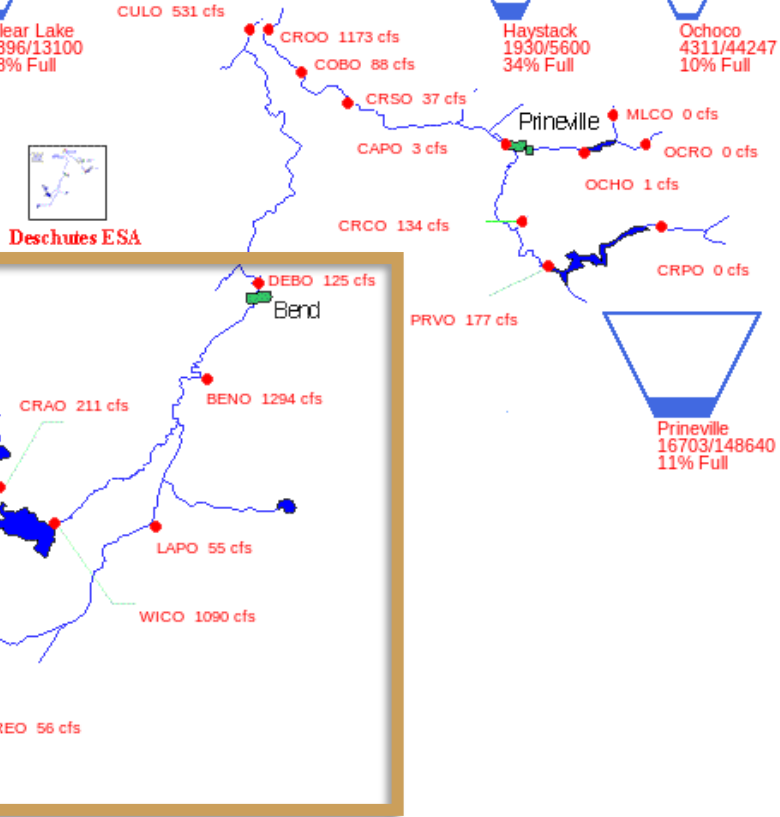 CULO 531 cfs
lear Lake
396/13100
3% Full
CROO 1173 cfs
COBO 88 cfs
CRSO 37 cfs
Haystack
1930/5600
34% Full
Ochoco
4311/44247
10% Full
Prineville
MLCO 0 cfs
CAPO 3 cfs
OCRO 0 cfs
OCHO 1 cfs
Deschutes ESA
CRCO 134 cfs
CRPO 0 cfs
DEBO 125 cfs
Bend
PRVO 177 cfs
BENO 1294 cfs
CRAO 211 cfs
Prineville
16703/148640
11% Full
LAPO 55 cfs
WICO 1090 cfs
REO 56 cfs